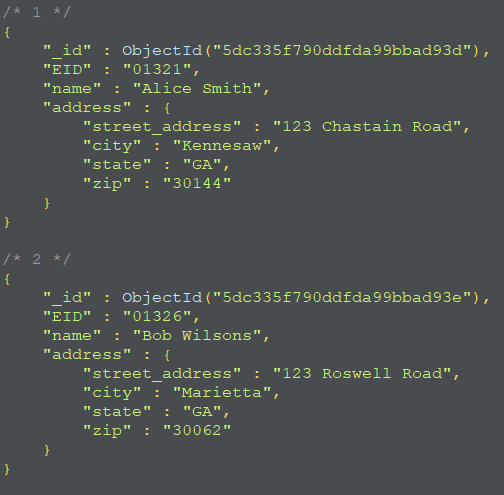 /* 1 */
{
    "_id" : ObjectId("5dc335f790ddfda99bbad93d"),
    "EID" : "01321",
    "name" : "Alice Smith",
    "address" : {
        "street_address" : "123 Chastain Road",
        "city" : "Kennesaw",
        "state" : "GA",
        "zip" : "30144"
    }
}

/* 2 */
{
    "_id" : ObjectId("5dc335f790ddfda99bbad93e"),
    "EID" : "01326",
    "name" : "Bob Wilsons",
    "address" : {
        "street_address" : "123 Roswell Road",
        "city" : "Marietta",
        "state" : "GA",
        "zip" : "30062"
    }
}